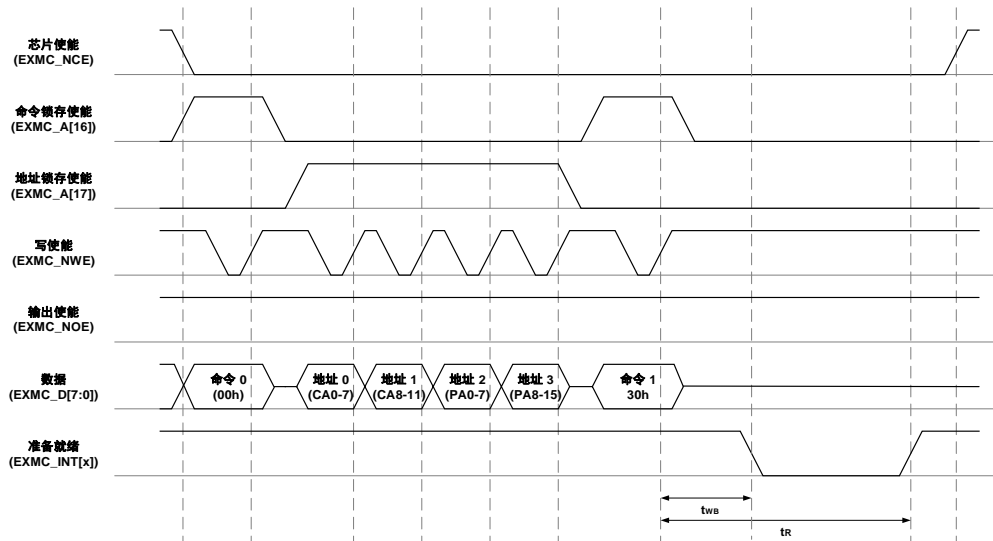 芯片使能
(EXMC_NCE)
命令锁存使能
(EXMC_A[16])
地址锁存使能
(EXMC_A[17])
写使能
(EXMC_NWE)
输出使能
(EXMC_NOE)
数据
(EXMC_D[7:0])
命令 0
(00h)
地址 0
(CA0-7)
地址 1
(CA8-11)
地址 2
(PA0-7)
地址 3
(PA8-15)
命令 1
30h
准备就绪
(EXMC_INT[x])
tWB
tR